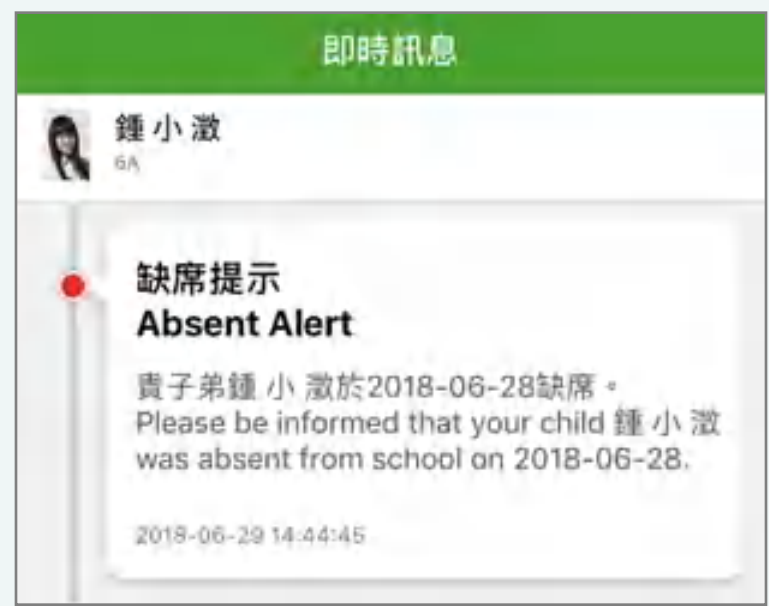 即時訊息
鍾 小 澂
6A
缺席提示
Absent Alert
貴子弟鍾 小 澂於2018-06-28缺席。
Please be informed that your child 鍾 小 澂
was absent from school on 2018-06-28.
2018-06-29 14:44:45